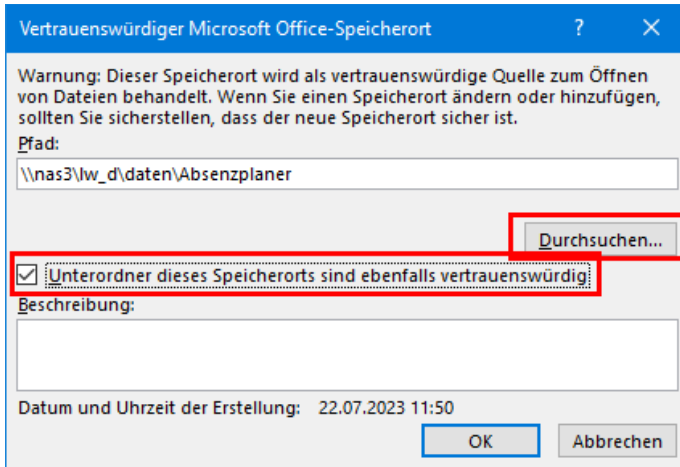 Vertrauenswürdiger Microsoft Office-Speicherort ? ✕
Warnung: Dieser Speicherort wird als vertrauenswürdige Quelle zum Öffnen
von Dateien behandelt. Wenn Sie einen Speicherort ändern oder hinzufügen,
sollten Sie sicherstellen, dass der neue Speicherort sicher ist.
Pfad:
\\nas3\lw_d\daten\Absenzplaner
Durchsuchen...
Unterordner dieses Speicherorts sind ebenfalls vertrauenswürdig
Beschreibung:
Datum und Uhrzeit der Erstellung: 22.07.2023 11:50
OK Abbrechen